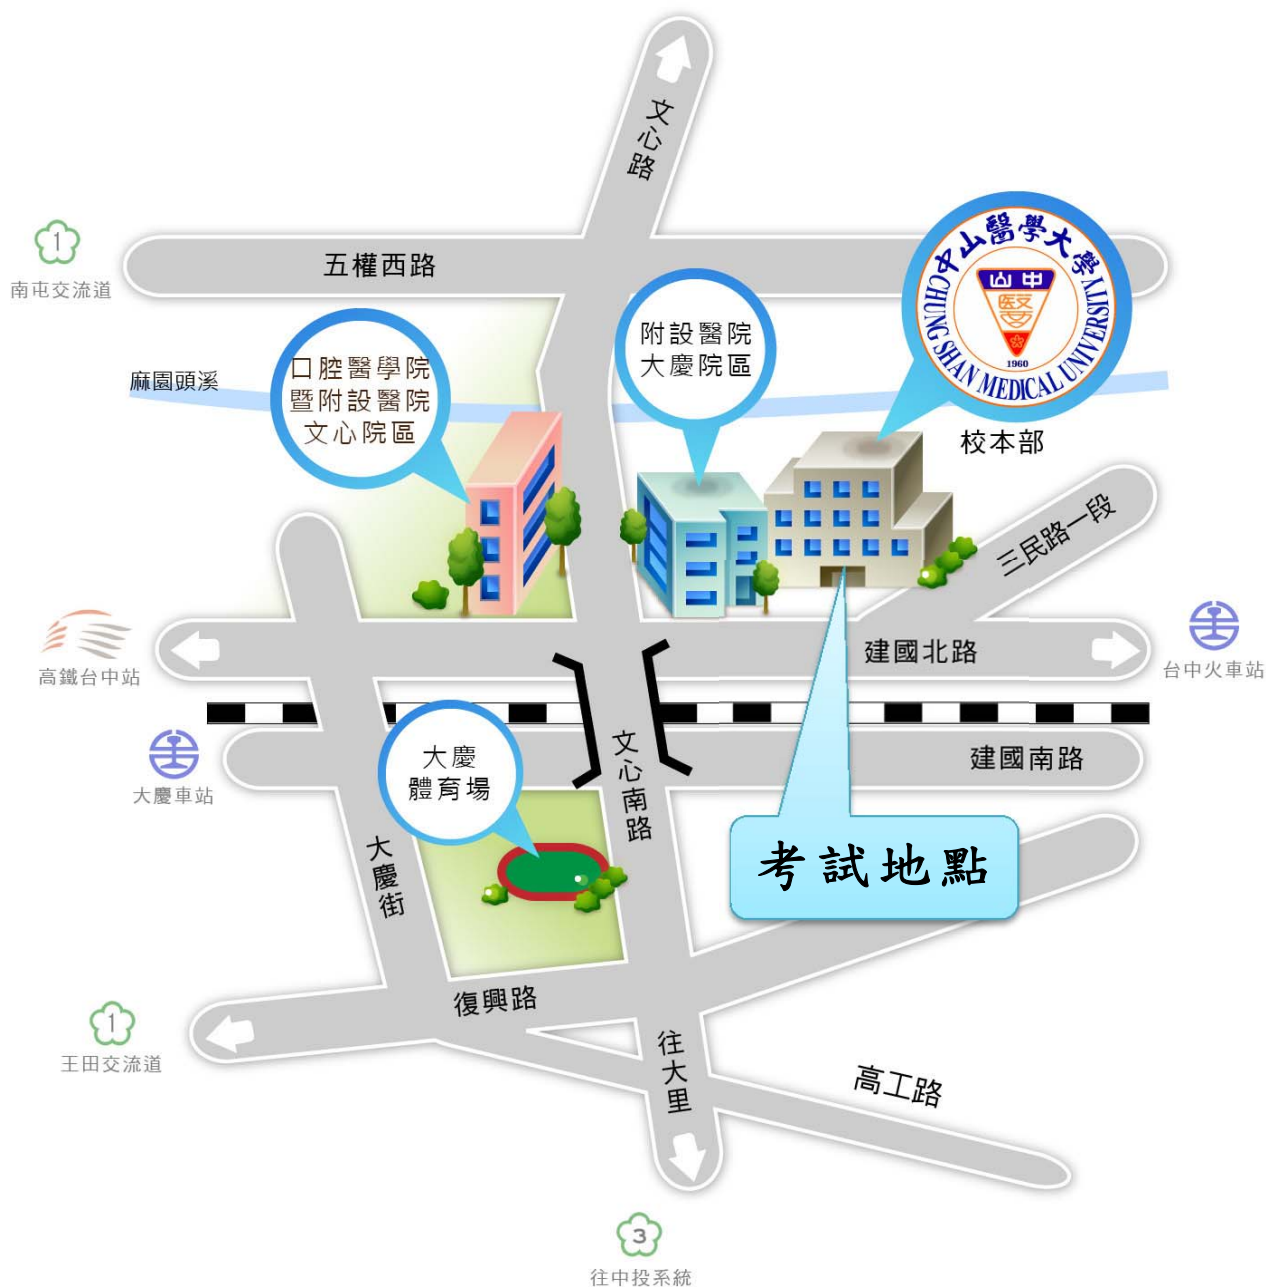 文心路
1
南屯交流道
五權西路
中山醫學大學
CHUNG SHAN MEDICAL UNIVERSITY
山中
醫
1960
校本部
附設醫院
大慶院區
口腔醫學院
暨附設醫院
文心院區
麻園頭溪
三民路一段
高鐵台中站
建國北路
台中火車站
大慶車站
大慶
體育場
文心南路
建國南路
考試地點
大慶街
復興路
1
王田交流道
往大里
高工路
3
往中投系統